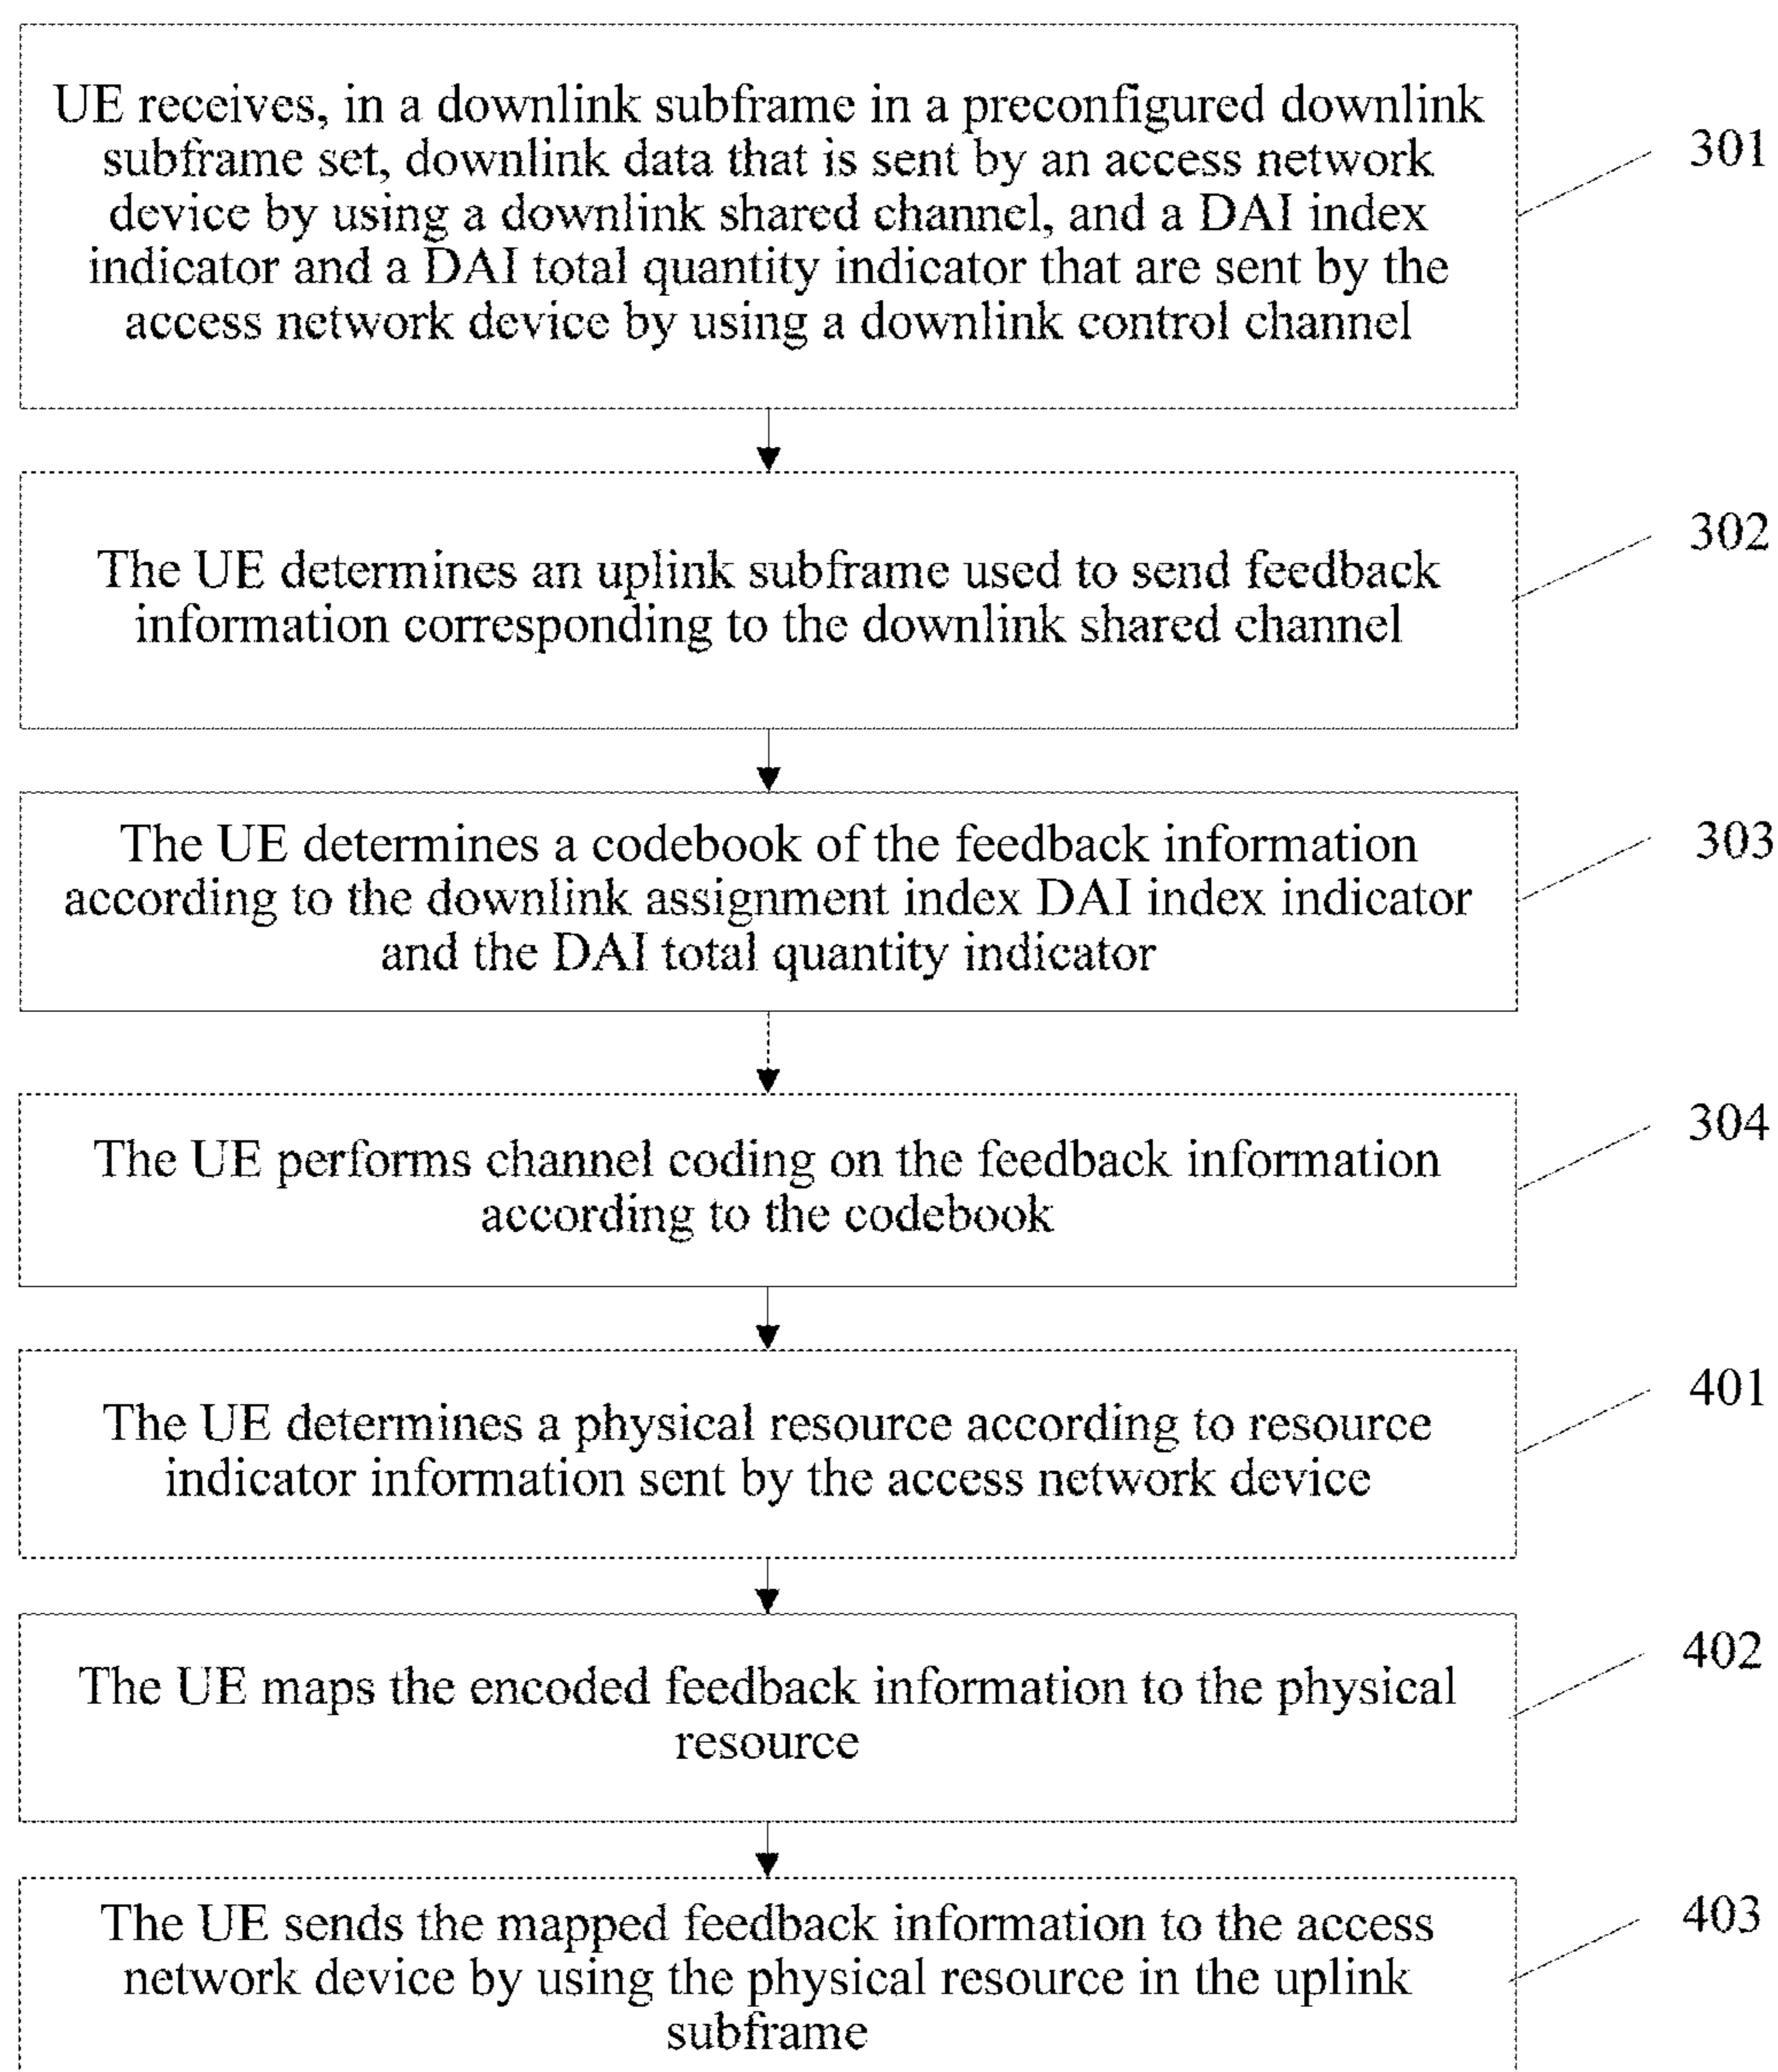 UE receives, in a downlink subframe in a preconfigured downlink
subframe set, downlink data that is sent by an access network
device by using a downlink shared channel, and a DAI index
indicator and a DAI total quantity indicator that are sent by the
access network device by using a downlink control channel
301
The UE determines an uplink subframe used to send feedback
information corresponding to the downlink shared channel
302
The UE determines a codebook of the feedback information
according to the downlink assignment index DAI index indicator
and the DAI total quantity indicator
303
The UE performs channel coding on the feedback information
according to the codebook
304
The UE determines a physical resource according to resource
indicator information sent by the access network device
401
The UE maps the encoded feedback information to the physical
resource
402
The UE sends the mapped feedback information to the access
network device by using the physical resource in the uplink
subframe
403